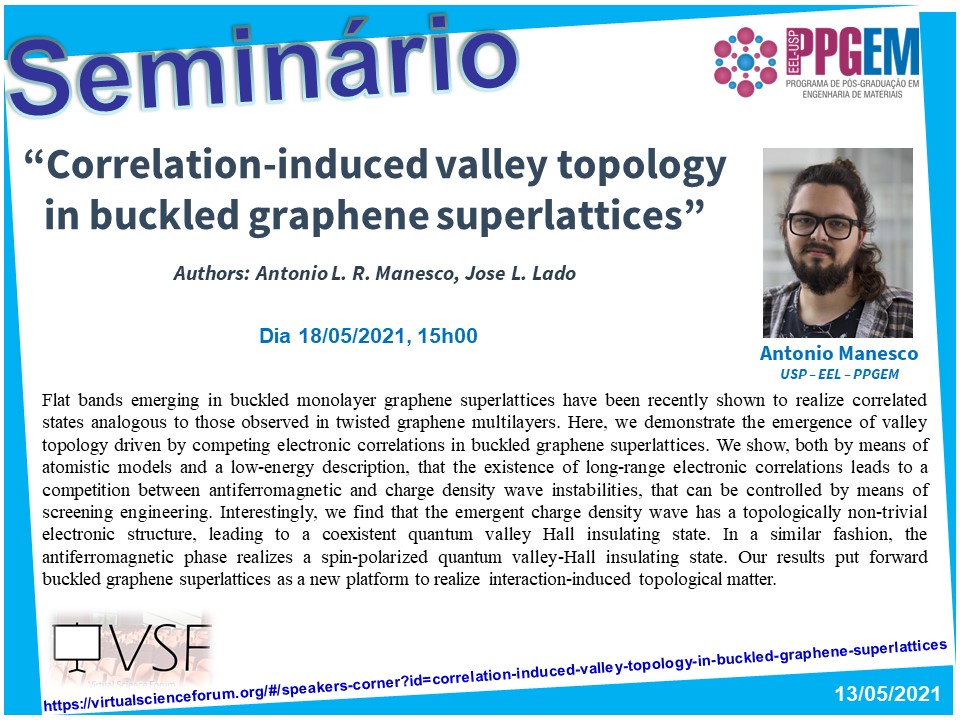 Seminário
EEL-USP
PPGEM
PROGRAMA DE PÓS-GRADUAÇÃO EM
ENGENHARIA DE MATERIAIS
“Correlation-induced valley topology
in buckled graphene superlattices”
Authors: Antonio L. R. Manesco, Jose L. Lado
Dia 18/05/2021, 15h00
Antonio Manesco
USP – EEL – PPGEM
Flat bands emerging in buckled monolayer graphene superlattices have been recently shown to realize correlated
states analogous to those observed in twisted graphene multilayers. Here, we demonstrate the emergence of valley
topology driven by competing electronic correlations in buckled graphene superlattices. We show, both by means of
atomistic models and a low-energy description, that the existence of long-range electronic correlations leads to a
competition between antiferromagnetic and charge density wave instabilities, that can be controlled by means of
screening engineering. Interestingly, we find that the emergent charge density wave has a topologically non-trivial
electronic structure, leading to a coexistent quantum valley Hall insulating state. In a similar fashion, the
antiferromagnetic phase realizes a spin-polarized quantum valley-Hall insulating state. Our results put forward
buckled graphene superlattices as a new platform to realize interaction-induced topological matter.
VSF
Virtual Science Forum
https://virtualscienceforum.org/#/speakers-corner?id=correlation-induced-valley-topology-in-buckled-graphene-superlattices
13/05/2021